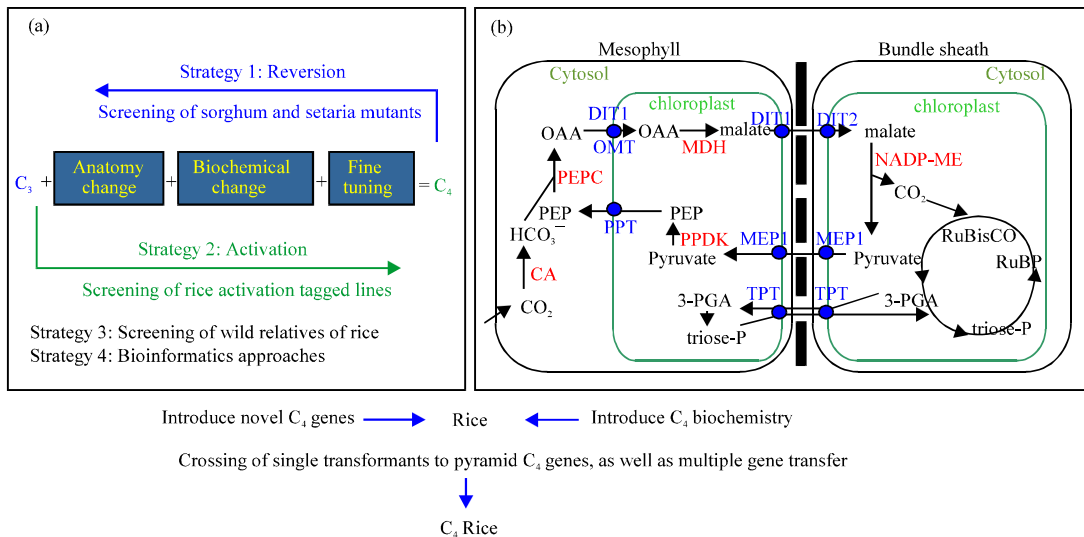 (a)
Strategy 1: Reversion
Screening of sorghum and setaria mutants
C₃ + Anatomy change + Biochemical change + Fine tuning = C₄
Strategy 2: Activation
Screening of rice activation tagged lines
Strategy 3: Screening of wild relatives of rice
Strategy 4: Bioinformatics approaches
(b)
Mesophyll
Bundle sheath
Cytosol
Cytosol
chloroplast
chloroplast
DIT1
DIT1
DIT2
OAA
OAA
malate
malate
OMT
MDH
NADP-ME
PEPC
CO₂
PEP
PEP
PPT
HCO₃⁻
PPDK
MEP1
MEP1
RuBisCO
Pyruvate
Pyruvate
RuBP
CA
TPT
TPT
CO₂
3-PGA
3-PGA
triose-P
triose-P
Introduce novel C₄ genes
Rice
Introduce C₄ biochemistry
Crossing of single transformants to pyramid C₄ genes, as well as multiple gene transfer
C₄ Rice